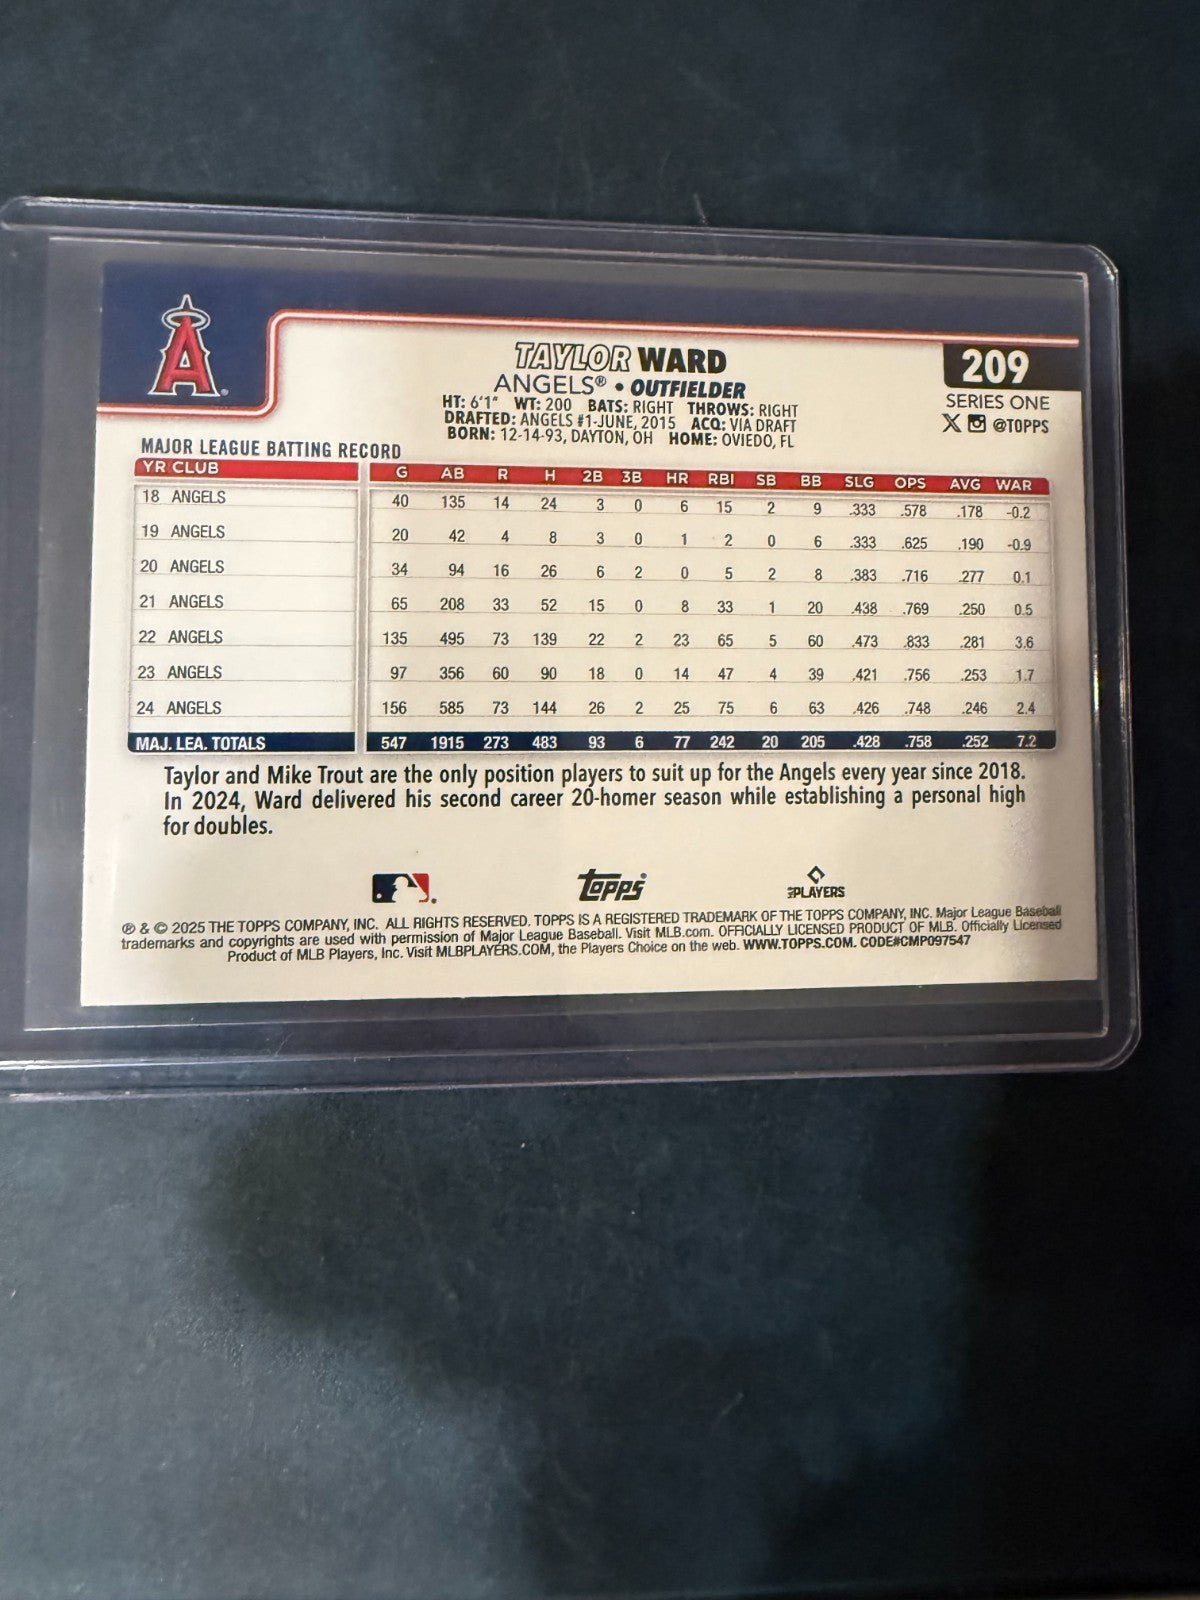 A
TAYLOR WARD
ANGELS® • OUTFIELDER
HT: 6'1" WT: 200 BATS: RIGHT THROWS: RIGHT
DRAFTED: ANGELS #1-JUNE, 2015 ACQ: VIA DRAFT
BORN: 12-14-93, DAYTON, OH HOME: OVIEDO, FL
209
SERIES ONE
@TOPPS
MAJOR LEAGUE BATTING RECORD
YR CLUB G AB R H 2B 3B HR RBI SB BB SLG OPS AVG WAR
18 ANGELS 40 135 14 24 3 0 6 15 2 9 .333 .578 .178 -0.2
19 ANGELS 20 42 4 8 3 0 1 2 0 6 .333 .625 .190 -0.9
20 ANGELS 34 94 16 26 6 2 0 5 2 8 .383 .716 .277 0.1
21 ANGELS 65 208 33 52 15 0 8 33 1 20 .438 .769 .250 0.5
22 ANGELS 135 495 73 139 22 2 23 65 5 60 .473 .833 .281 3.6
23 ANGELS 97 356 60 90 18 0 14 47 4 39 .421 .756 .253 1.7
24 ANGELS 156 585 73 144 26 2 25 75 6 63 .426 .748 .246 2.4
MAJ. LEA. TOTALS 547 1915 273 483 93 6 77 242 20 205 .428 .758 .252 7.2
Taylor and Mike Trout are the only position players to suit up for the Angels every year since 2018.
In 2024, Ward delivered his second career 20-homer season while establishing a personal high
for doubles.
topps
MLBPLAYERS
® & © 2025 THE TOPPS COMPANY, INC. ALL RIGHTS RESERVED. TOPPS IS A REGISTERED TRADEMARK OF THE TOPPS COMPANY, INC. Major League Baseball
trademarks and copyrights are used with permission of Major League Baseball. Visit MLB.com. OFFICIALLY LICENSED PRODUCT OF MLB. Officially Licensed
Product of MLB Players, Inc. Visit MLBPLAYERS.COM, the Players Choice on the web. WWW.TOPPS.COM. CODE#CMP097547